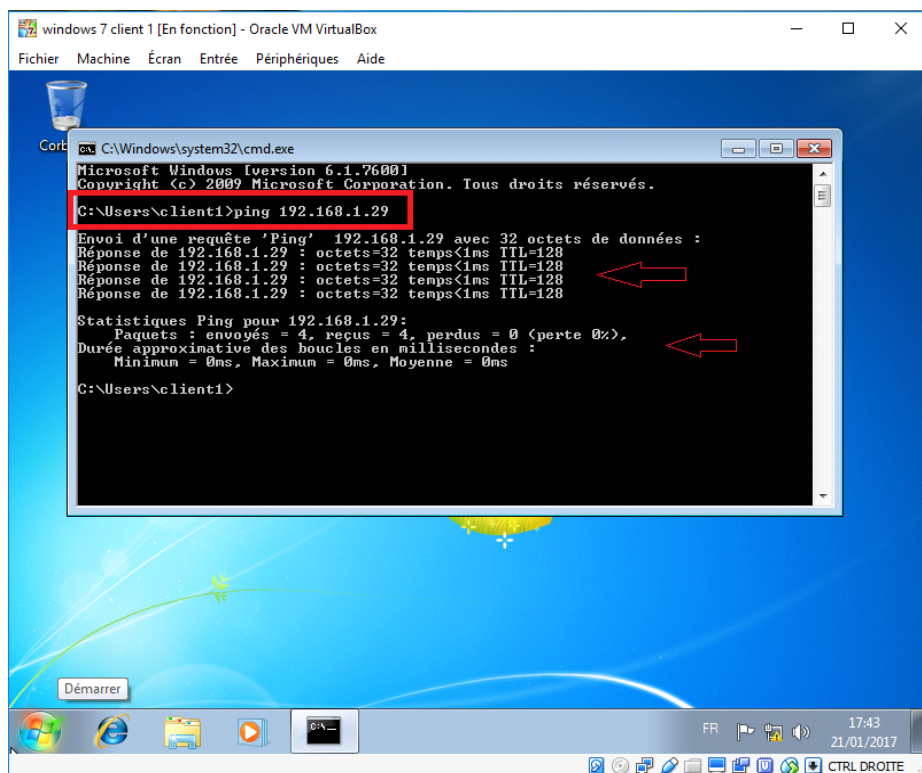 windows 7 client 1 [En fonction] - Oracle VM VirtualBox
Fichier Machine Écran Entrée Périphériques Aide
Corb
C:\Windows\system32\cmd.exe
Microsoft Windows [version 6.1.7600]
Copyright (c) 2009 Microsoft Corporation. Tous droits réservés.
C:\Users\client1>ping 192.168.1.29
Envoi d'une requête 'Ping'  192.168.1.29 avec 32 octets de données :
Réponse de 192.168.1.29 : octets=32 temps<1ms TTL=128
Réponse de 192.168.1.29 : octets=32 temps<1ms TTL=128
Réponse de 192.168.1.29 : octets=32 temps<1ms TTL=128
Réponse de 192.168.1.29 : octets=32 temps<1ms TTL=128
Statistiques Ping pour 192.168.1.29:
Paquets : envoyés = 4, reçus = 4, perdus = 0 (perte 0%),
Durée approximative des boucles en millisecondes :
Minimum = 0ms, Maximum = 0ms, Moyenne = 0ms
C:\Users\client1>
Démarrer
FR
17:43
21/01/2017
CTRL DROITE